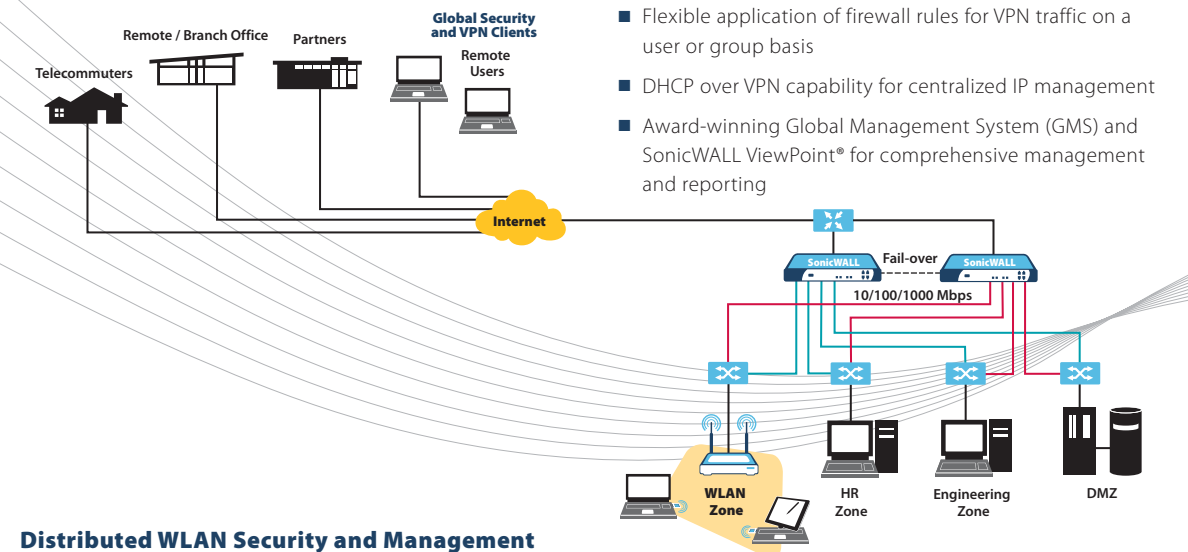 Global Security
and VPN Clients
Remote / Branch Office
Partners
Remote
Users
Telecommuters
■ Flexible application of firewall rules for VPN traffic on a
user or group basis
■ DHCP over VPN capability for centralized IP management
■ Award-winning Global Management System (GMS) and
SonicWALL ViewPoint® for comprehensive management
and reporting
Internet
SonicWALL
Fail-over
SonicWALL
10/100/1000 Mbps
WLAN
Zone
HR
Zone
Engineering
Zone
DMZ
Distributed WLAN Security and Management